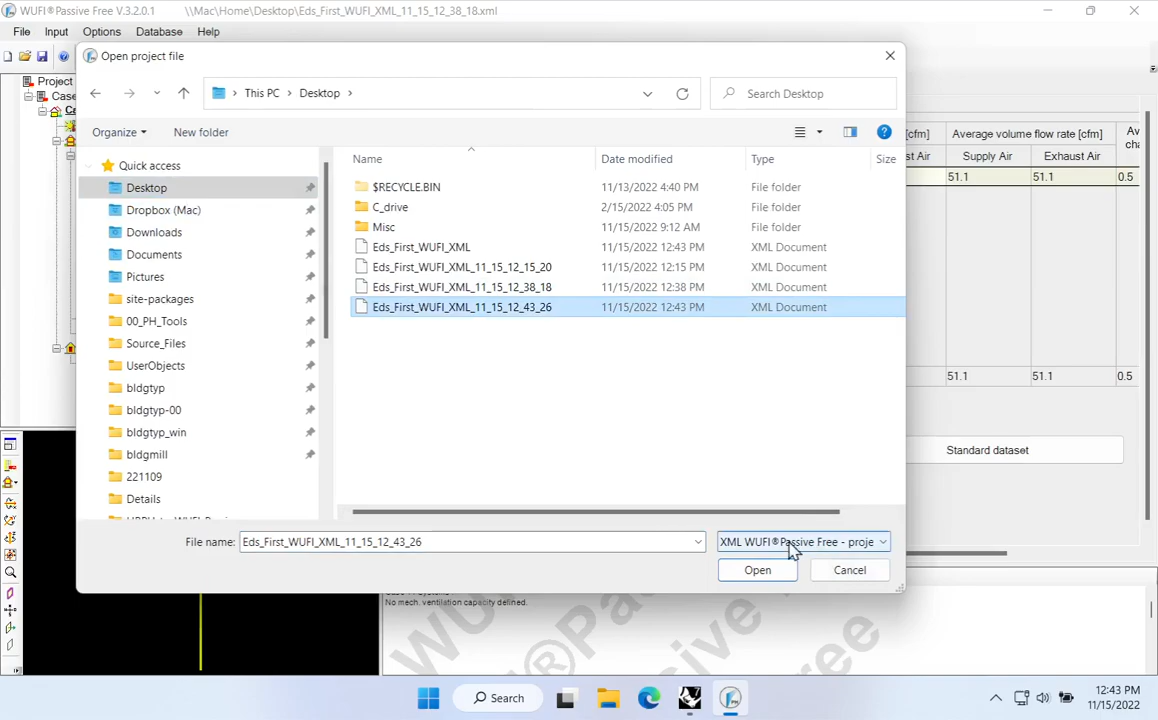 WUFI®Passive Free V.3.2.0.1 \\Mac\Home\Desktop\Eds_First_WUFI_XML_11_15_12_38_18.xml
File Input Options Database Help
Open project file
Project
Case
This PC > Desktop >
Search Desktop
Organize New folder
[cfm] Average volume flow rate [cfm] Av
st Air Supply Air Exhaust Air
51.1 51.1 0.5
51.1 51.1 0.5
Standard dataset
Quick access
Desktop
Dropbox (Mac)
Downloads
Documents
Pictures
site-packages
00_PH_Tools
Source_Files
UserObjects
bldgtyp
bldgtyp-00
bldgtyp_win
bldgmill
221109
Details
Name Date modified Type Size
$RECYCLE.BIN 11/13/2022 4:40 PM File folder
C_drive 2/15/2022 4:05 PM File folder
Misc 11/15/2022 9:12 AM File folder
Eds_First_WUFI_XML 11/15/2022 12:43 PM XML Document
Eds_First_WUFI_XML_11_15_12_15_20 11/15/2022 12:15 PM XML Document
Eds_First_WUFI_XML_11_15_12_38_18 11/15/2022 12:38 PM XML Document
Eds_First_WUFI_XML_11_15_12_43_26 11/15/2022 12:43 PM XML Document
File name: Eds_First_WUFI_XML_11_15_12_43_26 XML WUFI®Passive Free - proje
Open Cancel
No mech. ventilation capacity defined.
Search
12:43 PM
11/15/2022